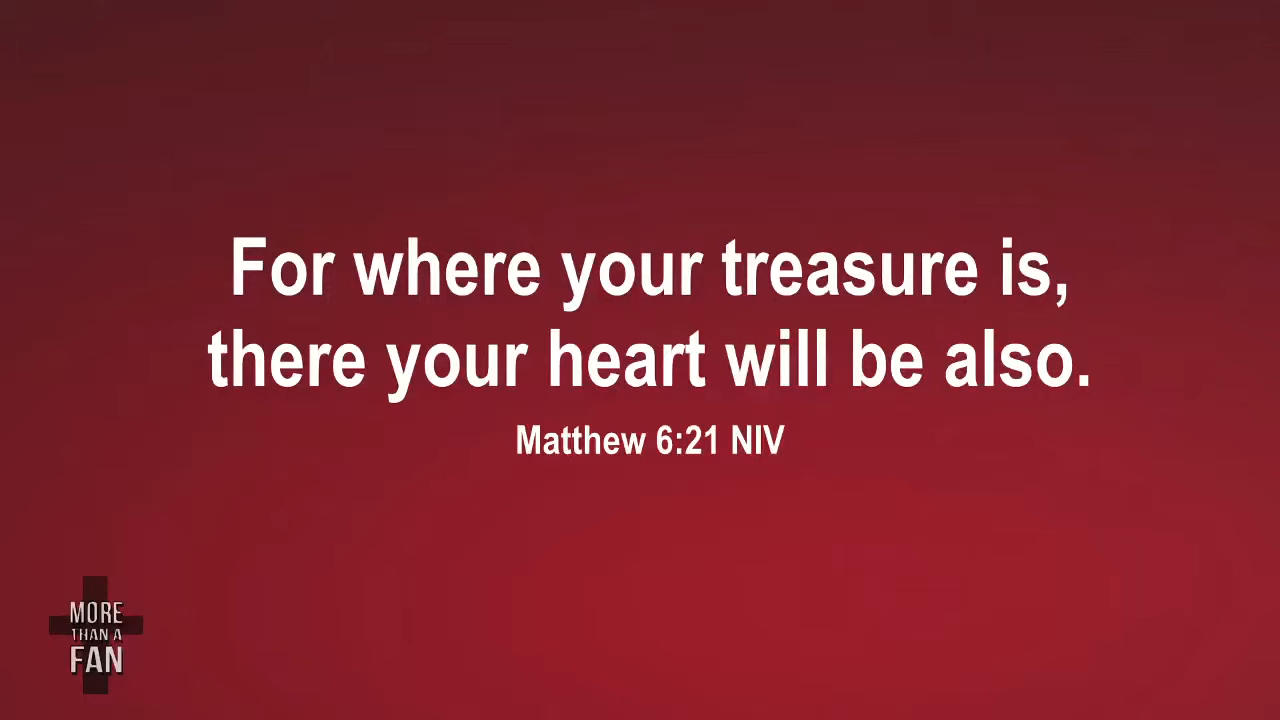 For where your treasure is,
there your heart will be also.
Matthew 6:21 NIV
MORE
THAN A
FAN